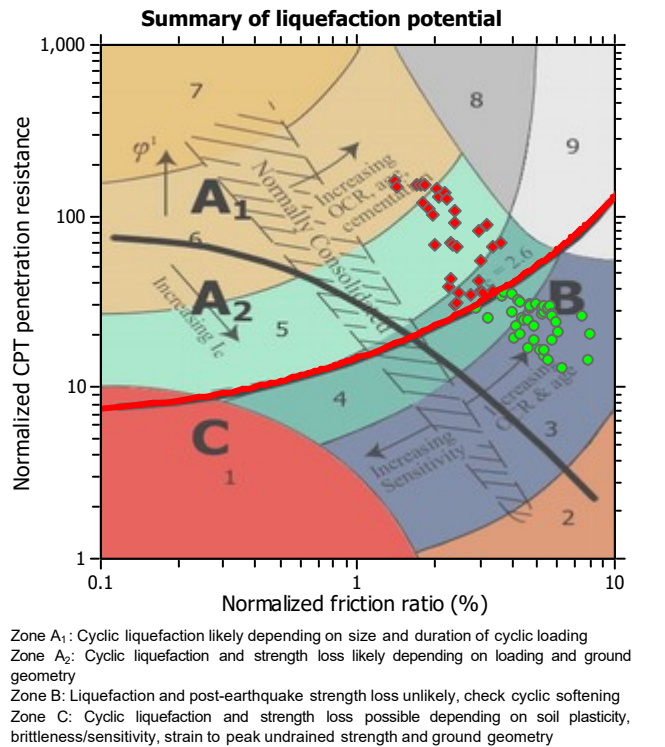 Summary of liquefaction potential
1,000
100
10
1
0.1
1
10
Normalized CPT penetration resistance
Normalized friction ratio (%)
7
8
9
φ'
A1
6
A2
5
B
4
C
1
3
2
Normally Consolidated
Increasing
OCR, age,
cementation
Increasing Ic
= 2.6
Increasing
OCR & age
Increasing
Sensitivity
Zone A1: Cyclic liquefaction likely depending on size and duration of cyclic loading
Zone A2: Cyclic liquefaction and strength loss likely depending on loading and ground
geometry
Zone B: Liquefaction and post-earthquake strength loss unlikely, check cyclic softening
Zone C: Cyclic liquefaction and strength loss possible depending on soil plasticity,
brittleness/sensitivity, strain to peak undrained strength and ground geometry